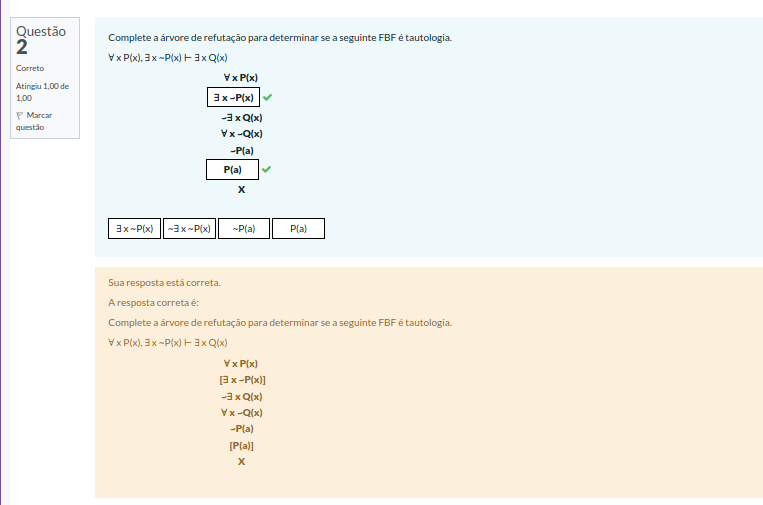 Questão
2
Correto
Atingiu 1,00 de
1,00
Marcar
questão
Complete a árvore de refutação para determinar se a seguinte FBF é tautologia.
∀ x P(x), ∃ x ~P(x) ⊢ ∃ x Q(x)
∀ x P(x)
∃ x ~P(x)
~∃ x Q(x)
∀ x ~Q(x)
~P(a)
P(a)
X
∃ x ~P(x) ~∃ x ~P(x) ~P(a) P(a)
Sua resposta está correta.
A resposta correta é:
Complete a árvore de refutação para determinar se a seguinte FBF é tautologia.
∀ x P(x), ∃ x ~P(x) ⊢ ∃ x Q(x)
∀ x P(x)
[∃ x ~P(x)]
~∃ x Q(x)
∀ x ~Q(x)
~P(a)
[P(a)]
X